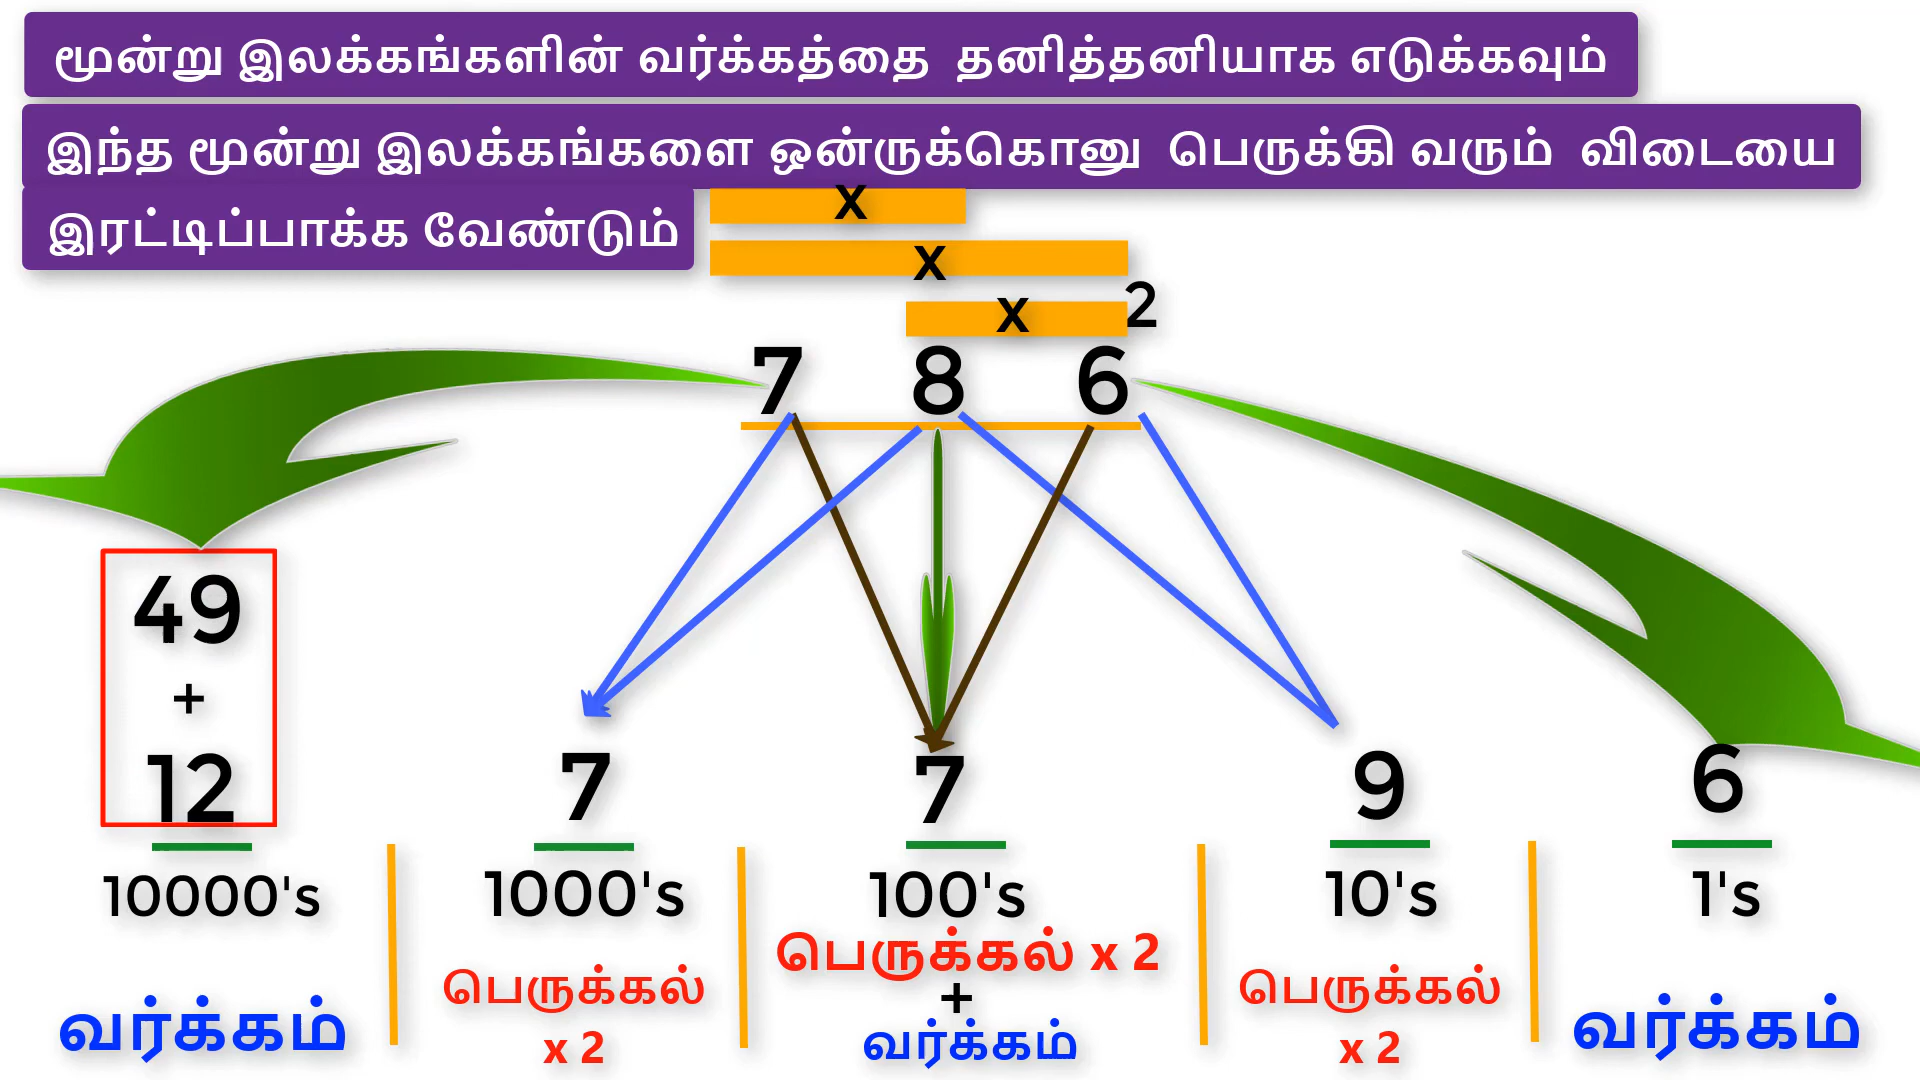 மூன்று இலக்கங்களின் வர்க்கத்தை தனித்தனியாக எடுக்கவும்
இந்த மூன்று இலக்கங்களை ஒன்ருக்கொனு பெருக்கி வரும் விடையை
இரட்டிப்பாக்க வேண்டும்
x
x
x
2
7 8 6
49
+
12
7 7 9 6
10000's 1000's 100's 10's 1's
வர்க்கம்
பெருக்கல்
x 2
பெருக்கல் x 2
+
வர்க்கம்
பெருக்கல்
x 2
வர்க்கம்